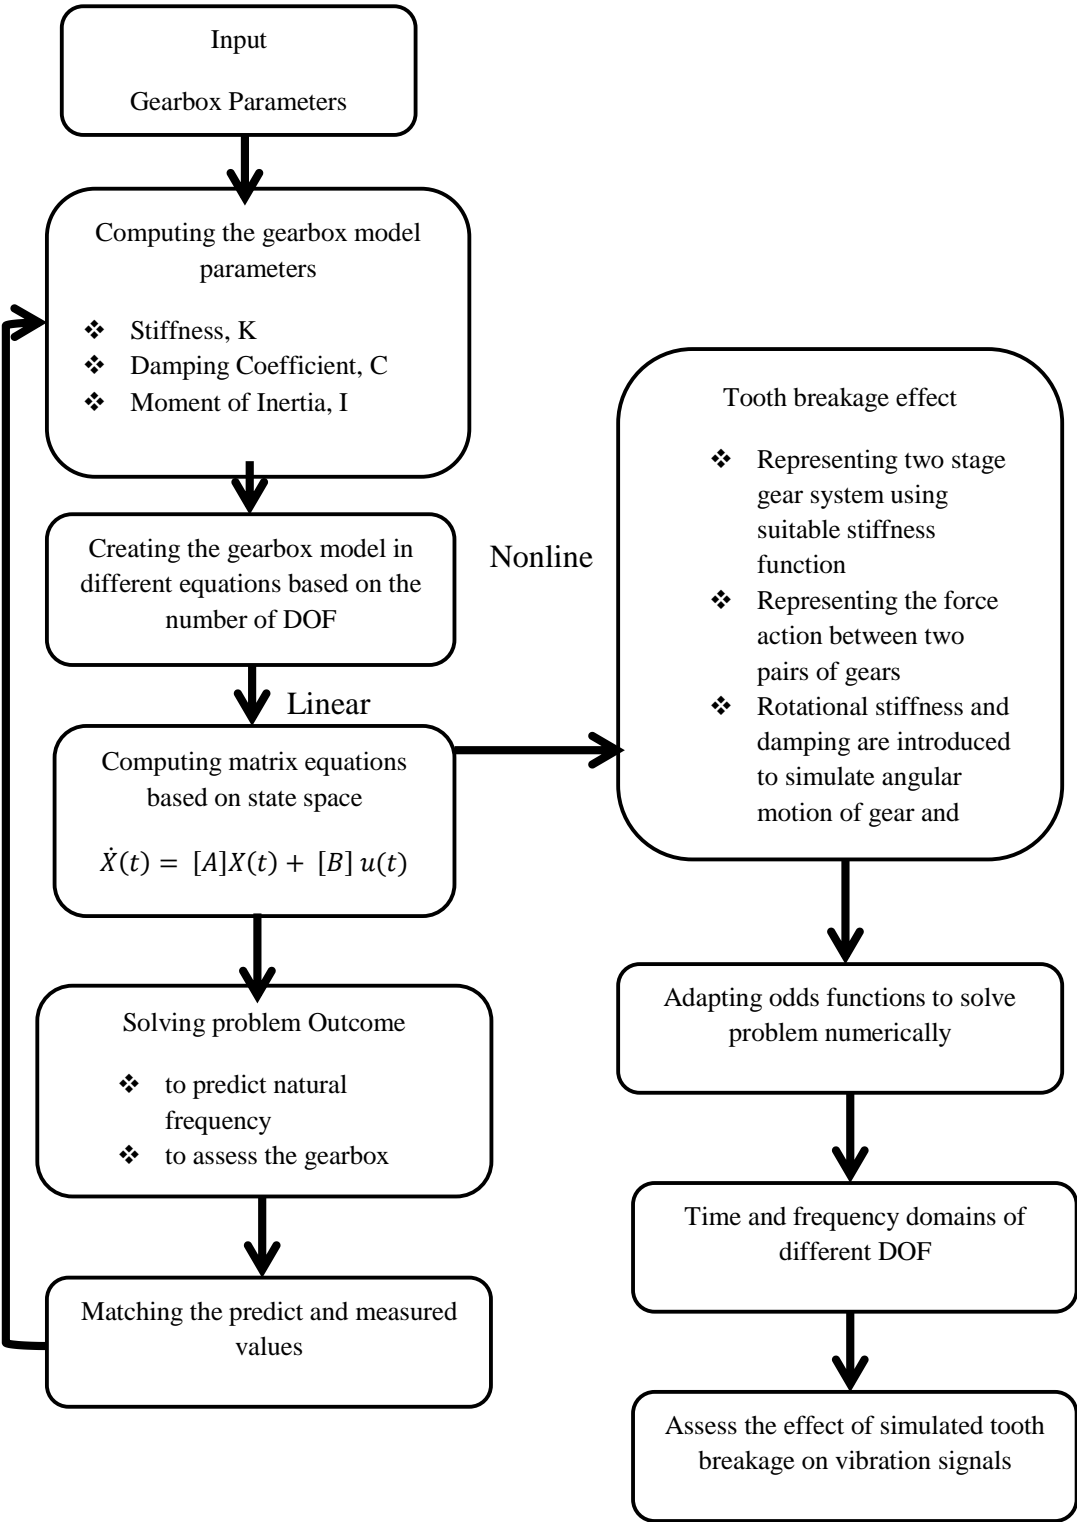 Input
Gearbox Parameters
Computing the gearbox model
parameters
❖ Stiffness, K
❖ Damping Coefficient, C
❖ Moment of Inertia, I
Creating the gearbox model in
different equations based on the
number of DOF
Linear
Computing matrix equations
based on state space
Ẋ(t) = [A]X(t) + [B] u(t)
Solving problem Outcome
❖ to predict natural
frequency
❖ to assess the gearbox
Matching the predict and measured
values
Nonline
Tooth breakage effect
❖ Representing two stage
gear system using
suitable stiffness
function
❖ Representing the force
action between two
pairs of gears
❖ Rotational stiffness and
damping are introduced
to simulate angular
motion of gear and
Adapting odds functions to solve
problem numerically
Time and frequency domains of
different DOF
Assess the effect of simulated tooth
breakage on vibration signals